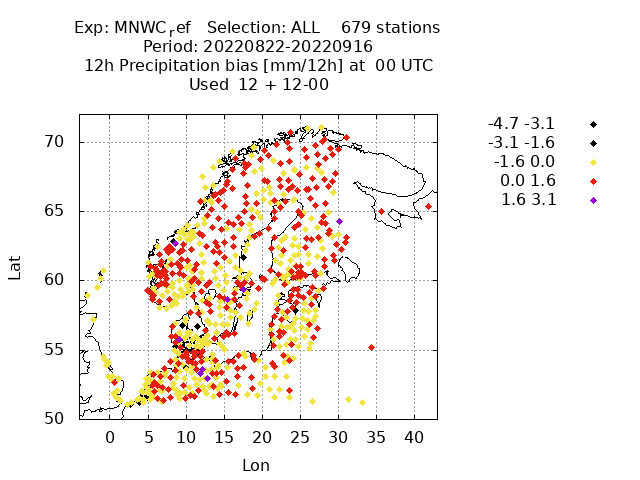 Exp: MNWC_ref   Selection: ALL    679 stations
Period: 20220822-20220916
12h Precipitation bias [mm/12h] at  00 UTC
Used  12 + 12-00
-4.7 -3.1
-3.1 -1.6
-1.6 0.0
0.0 1.6
1.6 3.1
70
65
60
55
50
Lat
0 5 10 15 20 25 30 35 40
Lon